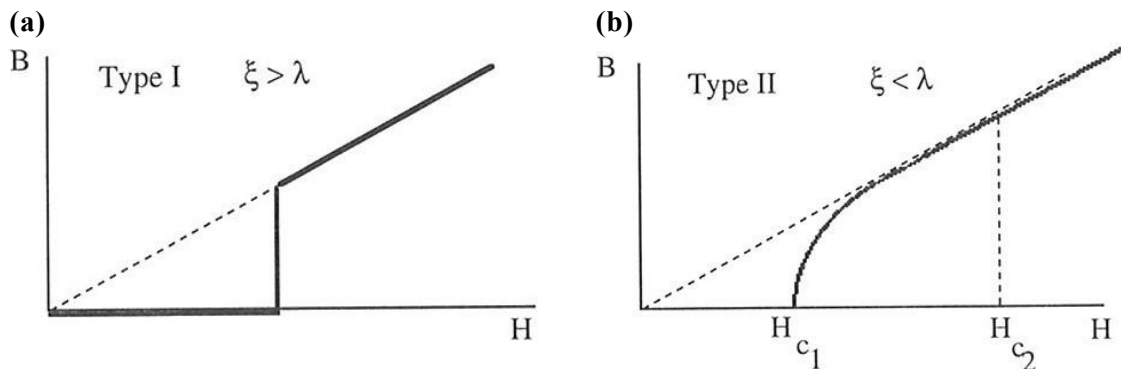 (a)
B
Type I ξ > λ
H
(b)
B
Type II ξ < λ
H c1
H c2
H